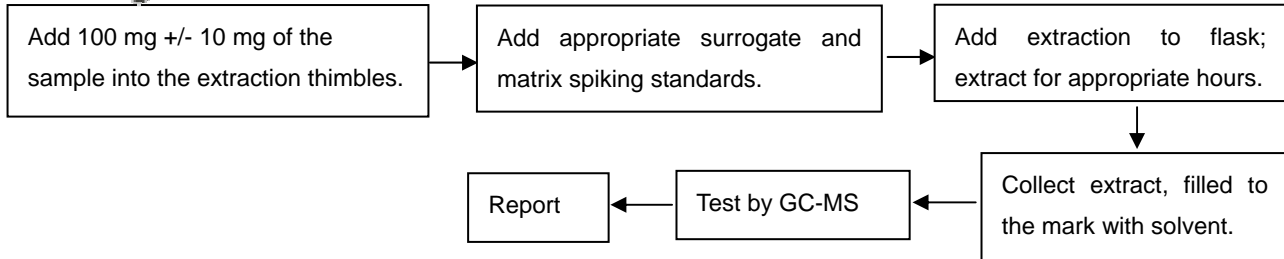 Add 100 mg +/- 10 mg of the
sample into the extraction thimbles.
Add appropriate surrogate and
matrix spiking standards.
Add extraction to flask;
extract for appropriate hours.
Collect extract, filled to
the mark with solvent.
Test by GC-MS
Report